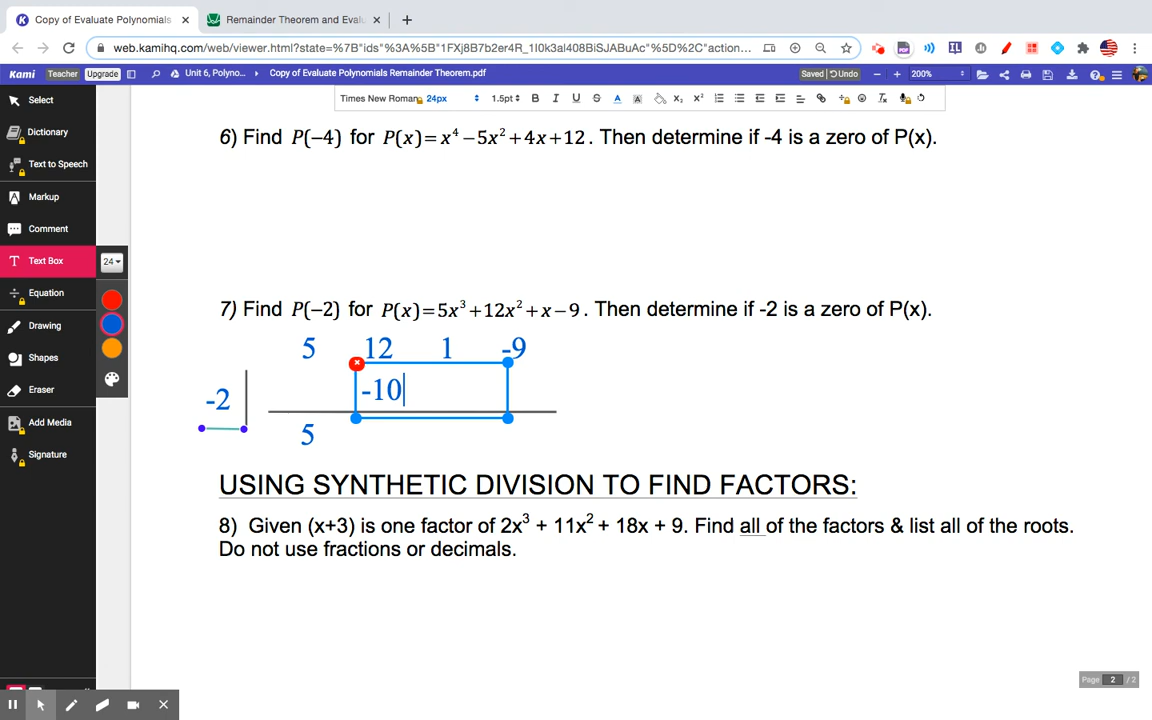 Copy of Evaluate Polynomials
Remainder Theorem and Evalu
web.kamihq.com/web/viewer.html?state=%7B"ids"%3A%5B"1FXj8B7b2er4R_1I0k3al408BiSJABuAc"%5D%2C"action...
Kami Teacher Upgrade Unit 6, Polyno... Copy of Evaluate Polynomials Remainder Theorem.pdf Saved Undo 200%
Times New Roman 24px 1.5pt B I U S A A X₂ X²
Select
Dictionary
Text to Speech
Markup
Comment
T Text Box 24
Equation
Drawing
Shapes
Eraser
Add Media
Signature
6) Find P(−4) for P(x)=x⁴−5x²+4x+12. Then determine if -4 is a zero of P(x).
7) Find P(−2) for P(x)=5x³+12x²+x−9. Then determine if -2 is a zero of P(x).
5 12 1 -9
-2 -10
5
USING SYNTHETIC DIVISION TO FIND FACTORS:
8) Given (x+3) is one factor of 2x³ + 11x² + 18x + 9. Find all of the factors & list all of the roots.
Do not use fractions or decimals.
Page 2 / 2